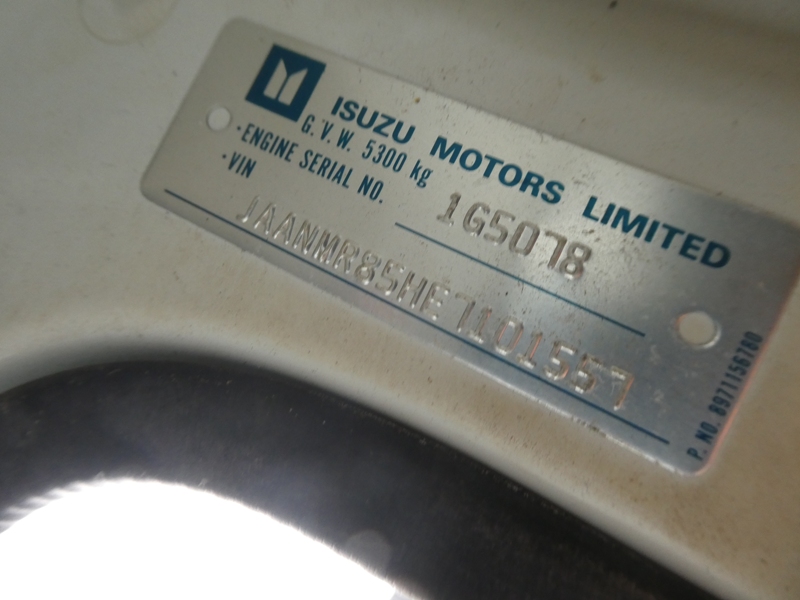 ISUZU MOTORS LIMITED
G.V.W. 5300 kg
·ENGINE SERIAL NO. 1G5078
·VIN
JAANMR85HE7101557
P. NO. 8971156780